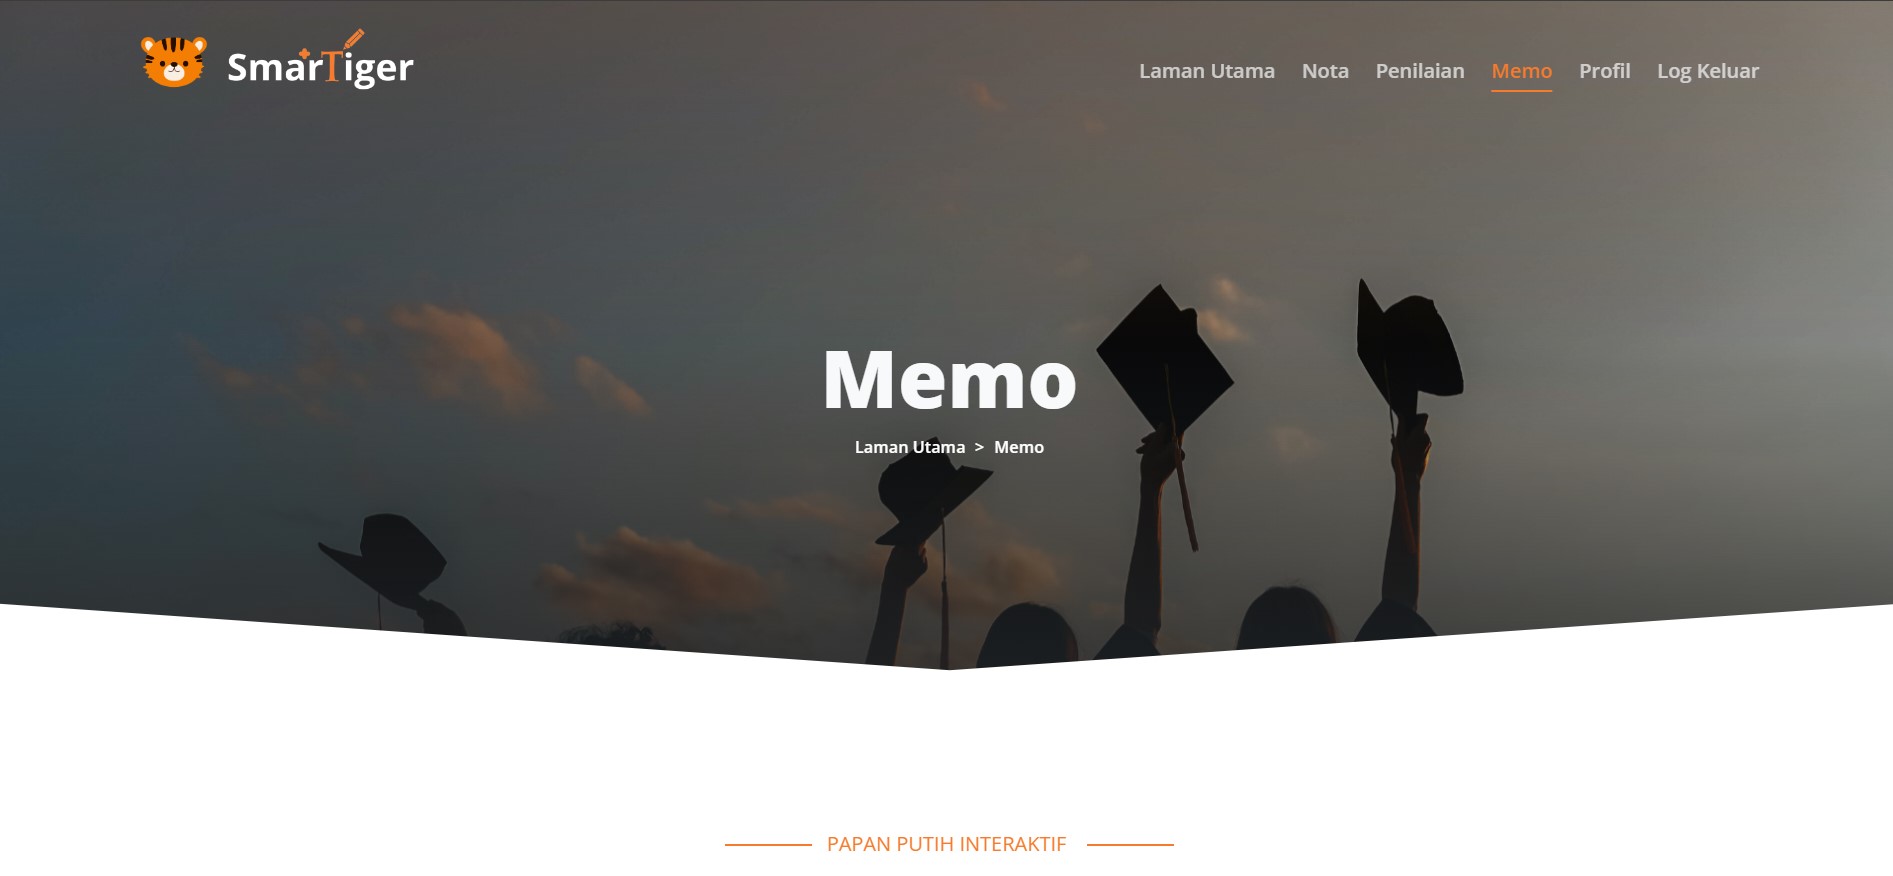 SmarTiger
Laman Utama Nota Penilaian Memo Profil Log Keluar
Memo
Laman Utama > Memo
PAPAN PUTIH INTERAKTIF